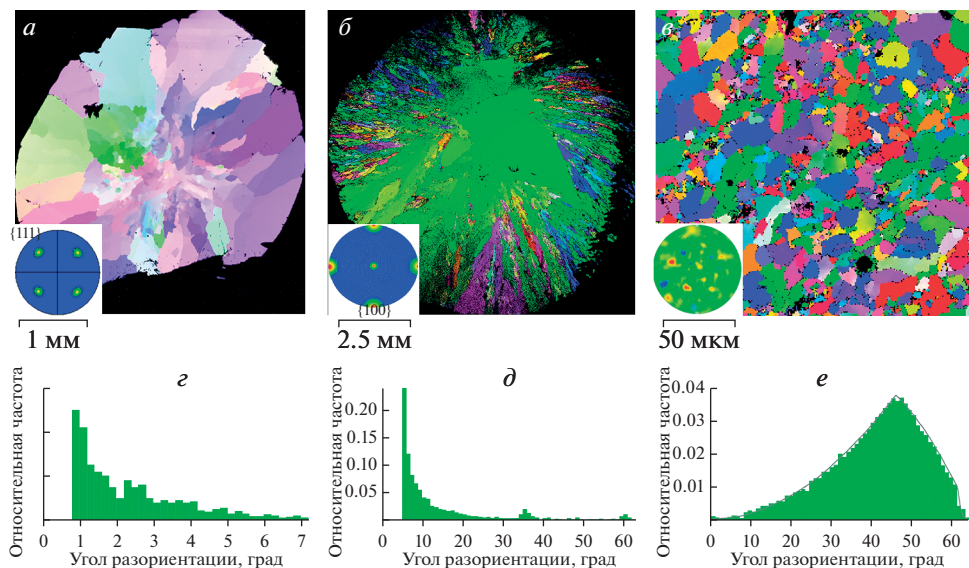 а
б
в
{111}
{100}
1 мм
2.5 мм
50 мкм
г
д
е
Относительная частота
0 1 2 3 4 5 6 7
Угол разориентации, град
Относительная частота
0.20
0.15
0.10
0.05
0 10 20 30 40 50 60
Угол разориентации, град
Относительная частота
0.04
0.03
0.02
0.01
0 10 20 30 40 50 60
Угол разориентации, град